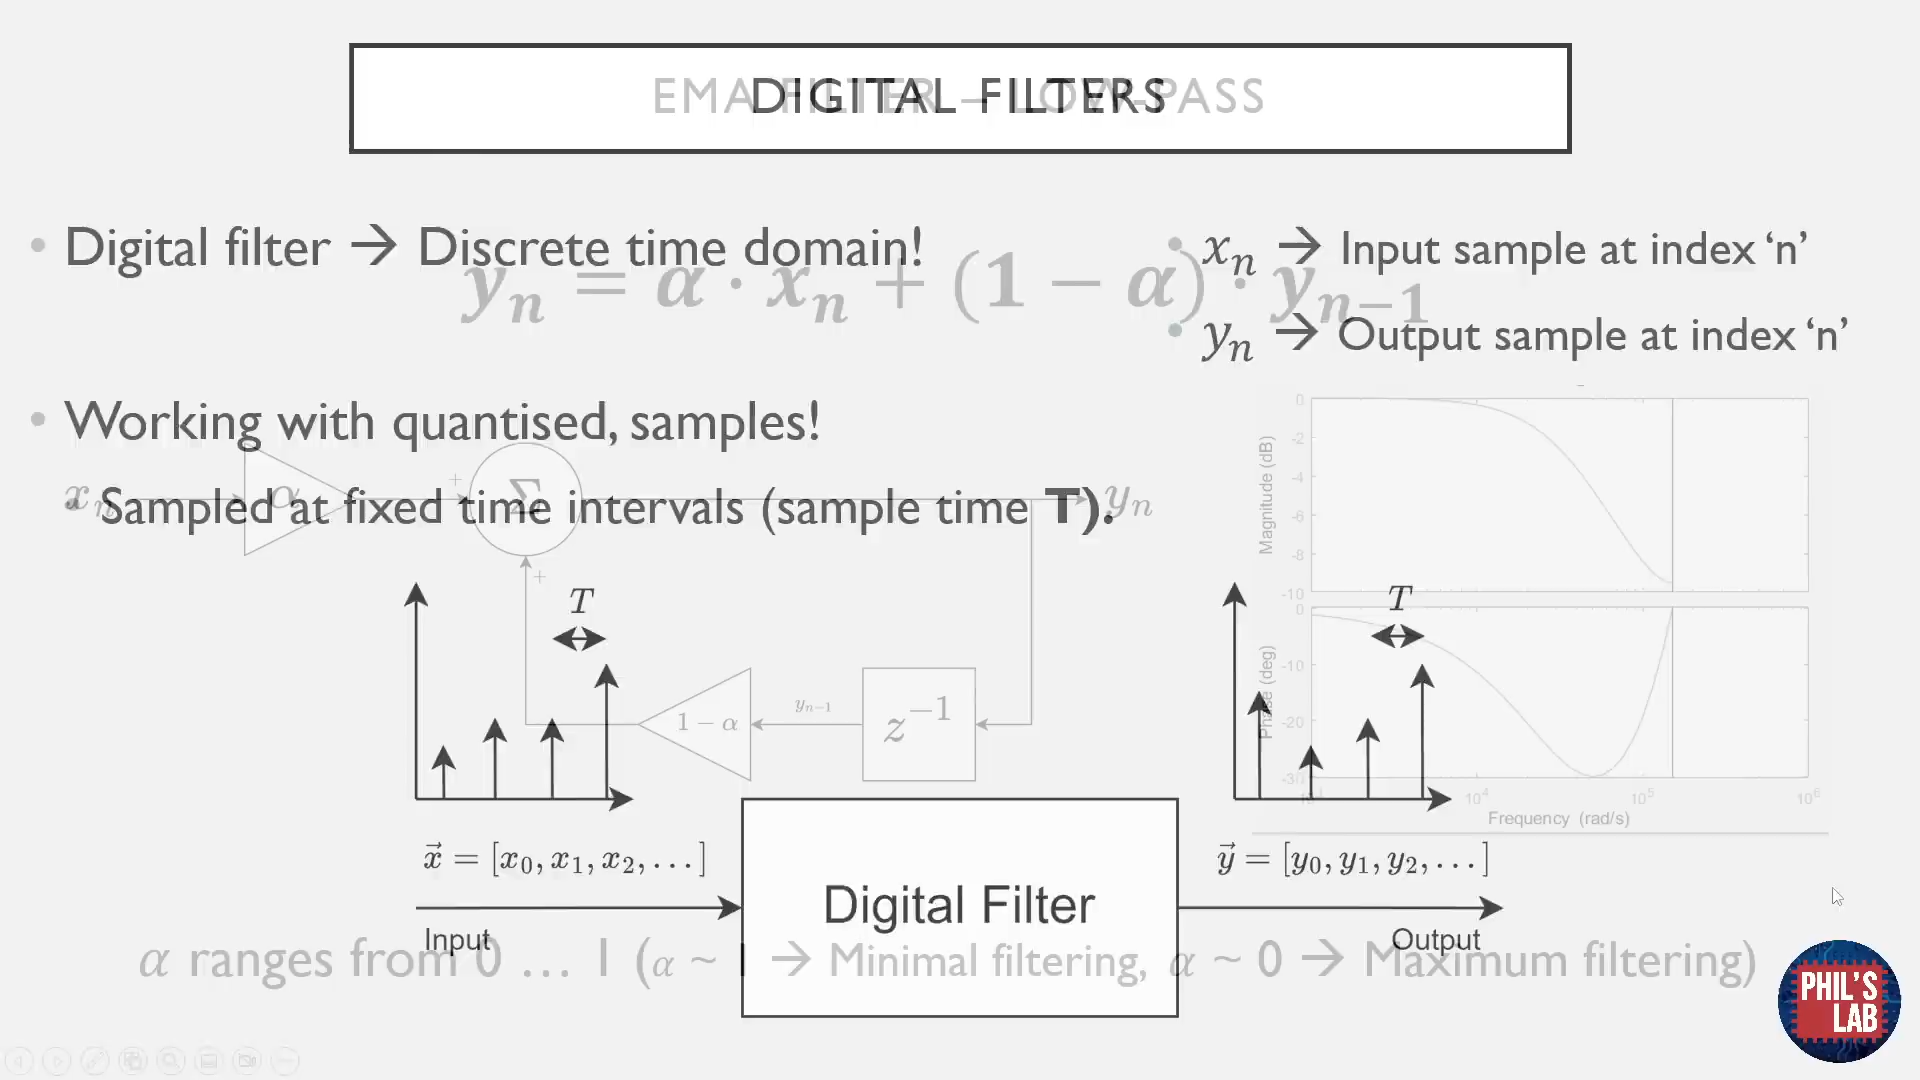 DIGITAL FILTERS
EMA FILTER – LOW-PASS
• Digital filter → Discrete time domain!
• xₙ → Input sample at index ‘n’
yₙ = α · xₙ + (1 − α) · yₙ₋₁
• yₙ → Output sample at index ‘n’
• Working with quantised, samples!
• Sampled at fixed time intervals (sample time T).
xₙ α + Σ yₙ
+
T
T
1 − α yₙ₋₁ z⁻¹
Magnitude (dB)
0
-2
-4
-6
-8
-10
Phase (deg)
0
-10
-20
-30
10⁴ 10⁵ 10⁶
Frequency (rad/s)
x⃗ = [x₀, x₁, x₂, . . . ]
y⃗ = [y₀, y₁, y₂, . . . ]
Digital Filter
Input
Output
α ranges from 0 … 1 (α ~ 1 → Minimal filtering, α ~ 0 → Maximum filtering)
PHIL'S
LAB